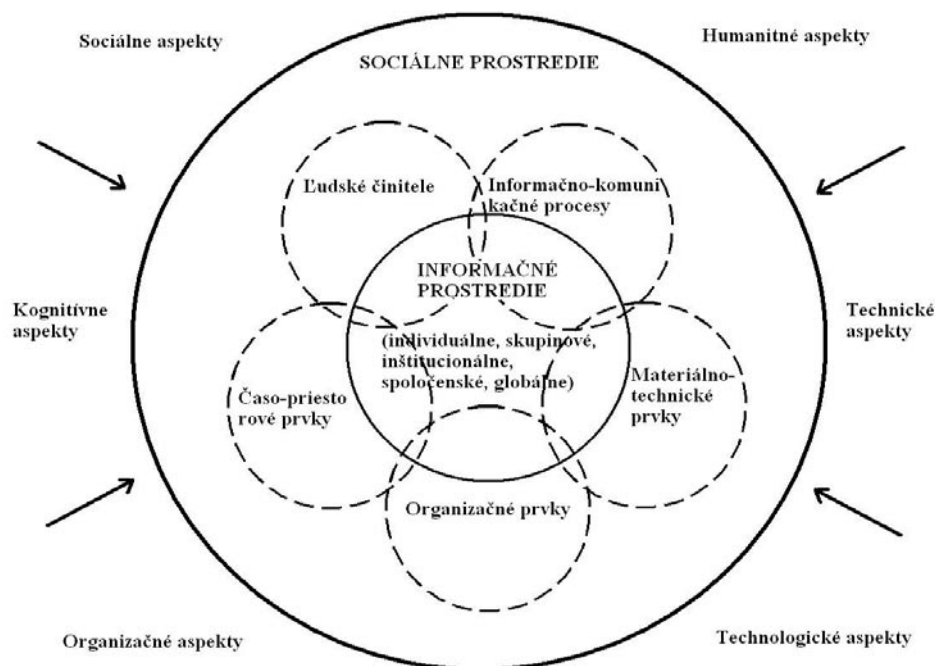 Sociálne aspekty
Humanitné aspekty
SOCIÁLNE PROSTREDIE
Ľudské činitele
Informačno-komuni
kačné procesy
INFORMAČNÉ
PROSTREDIE
(individuálne, skupinové,
inštitucionálne,
spoločenské, globálne)
Kognitívne
aspekty
Technické
aspekty
Časo-priesto
rové prvky
Materiálno-
technické
prvky
Organizačné prvky
Organizačné aspekty
Technologické aspekty